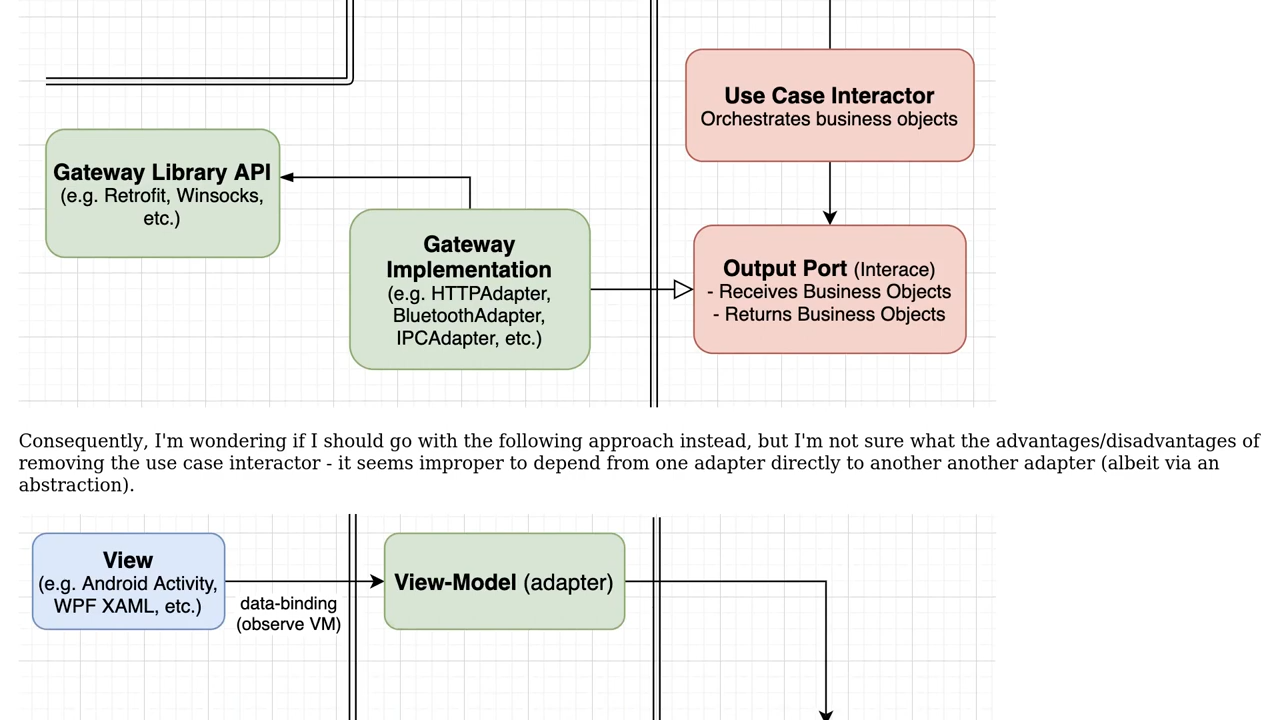 Use Case Interactor
Orchestrates business objects
Gateway Library API
(e.g. Retrofit, Winsocks,
etc.)
Gateway
Implementation
(e.g. HTTPAdapter,
BluetoothAdapter,
IPCAdapter, etc.)
Output Port (Interace)
- Receives Business Objects
- Returns Business Objects
Consequently, I'm wondering if I should go with the following approach instead, but I'm not sure what the advantages/disadvantages of
removing the use case interactor - it seems improper to depend from one adapter directly to another another adapter (albeit via an
abstraction).
View
(e.g. Android Activity,
WPF XAML, etc.)
data-binding
(observe VM)
View-Model (adapter)